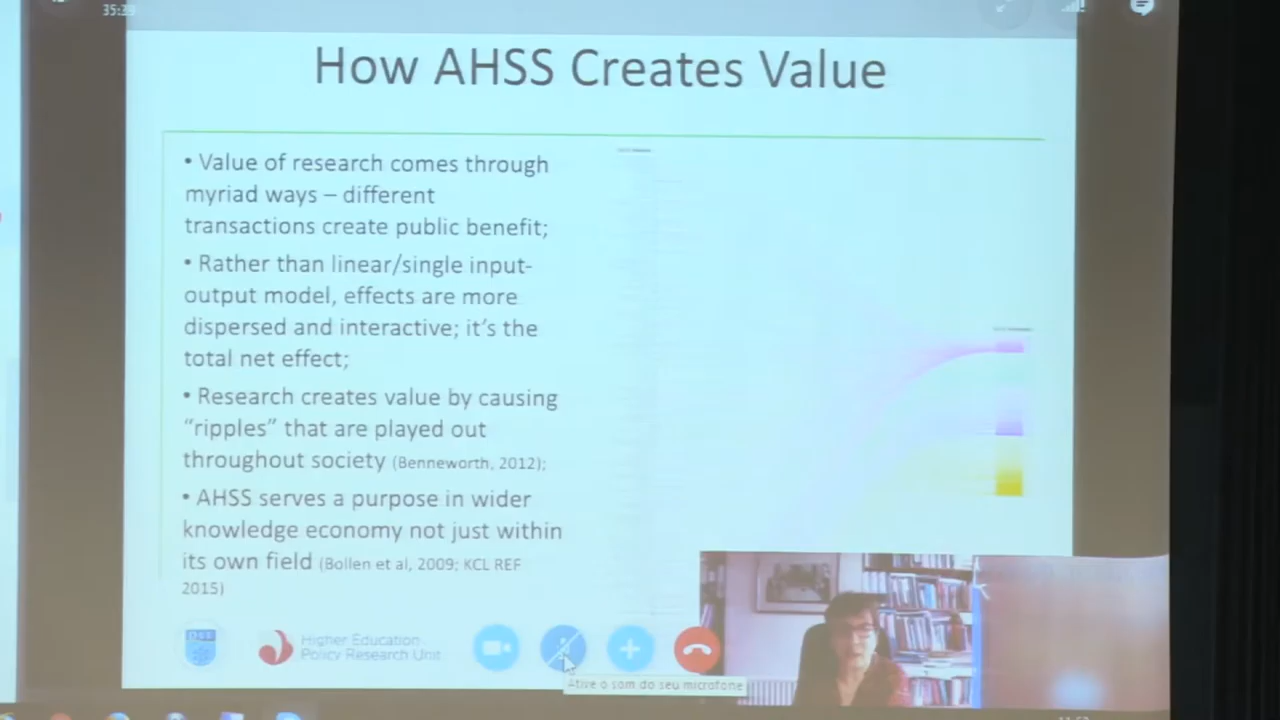 35:39
How AHSS Creates Value
• Value of research comes through
myriad ways – different
transactions create public benefit;
• Rather than linear/single input-
output model, effects are more
dispersed and interactive; it's the
total net effect;
• Research creates value by causing
"ripples" that are played out
throughout society (Benneworth, 2012);
• AHSS serves a purpose in wider
knowledge economy not just within
its own field (Bollen et al, 2009; KCL REF
2015)
Higher Education
Policy Research Unit
Ative o som do seu microfone